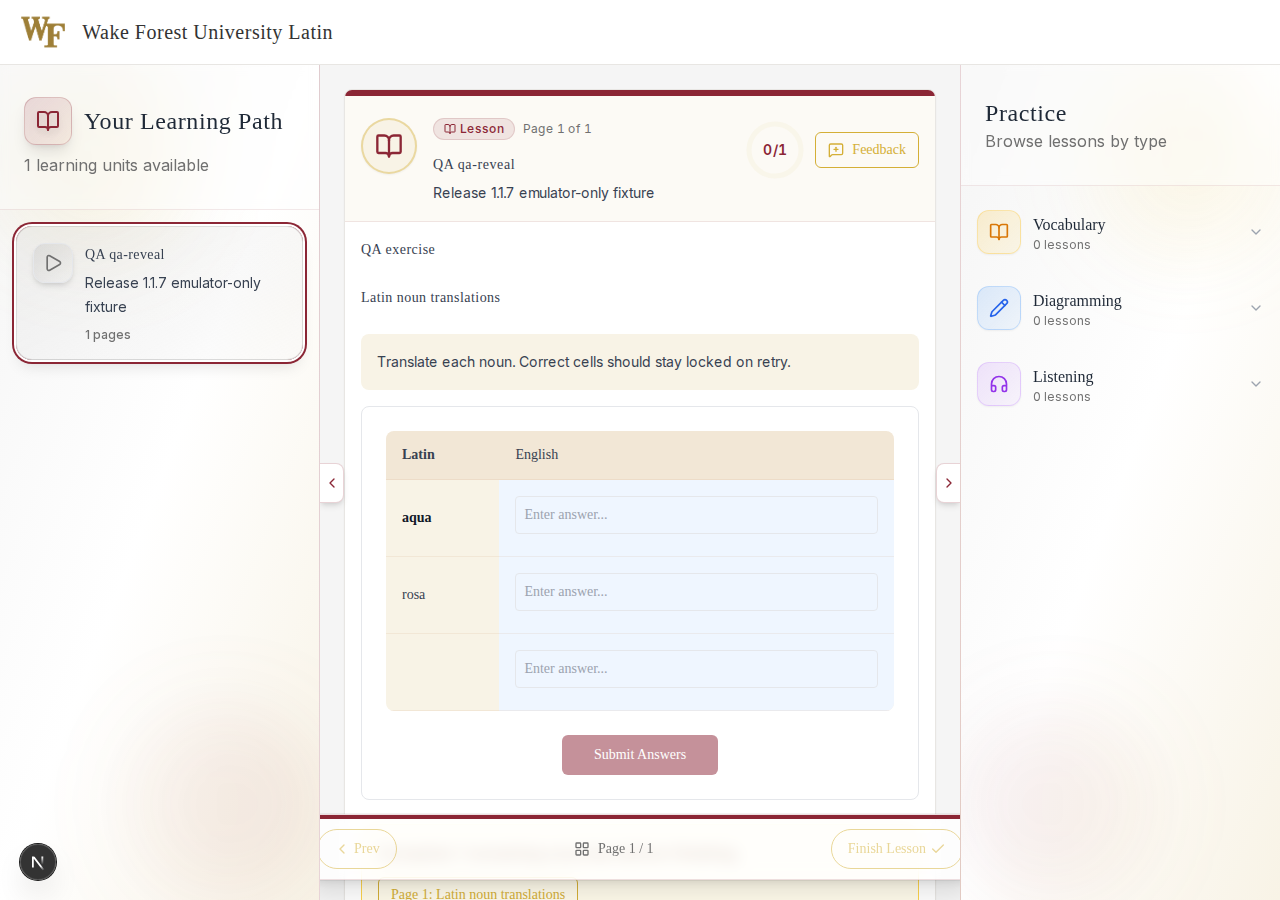 WF
Wake Forest University Latin
Your Learning Path
1 learning units available
QA qa-reveal
Release 1.1.7 emulator-only
fixture
1 pages
N
Lesson
Page 1 of 1
QA qa-reveal
Release 1.1.7 emulator-only fixture
0/1
Feedback
QA exercise
Latin noun translations
Translate each noun. Correct cells should stay locked on retry.
Latin
English
aqua
Enter answer...
rosa
Enter answer...
Enter answer...
Submit Answers
Prev
Page 1 / 1
Finish Lesson
Page 1: Latin noun translations
Practice
Browse lessons by type
Vocabulary
0 lessons
Diagramming
0 lessons
Listening
0 lessons